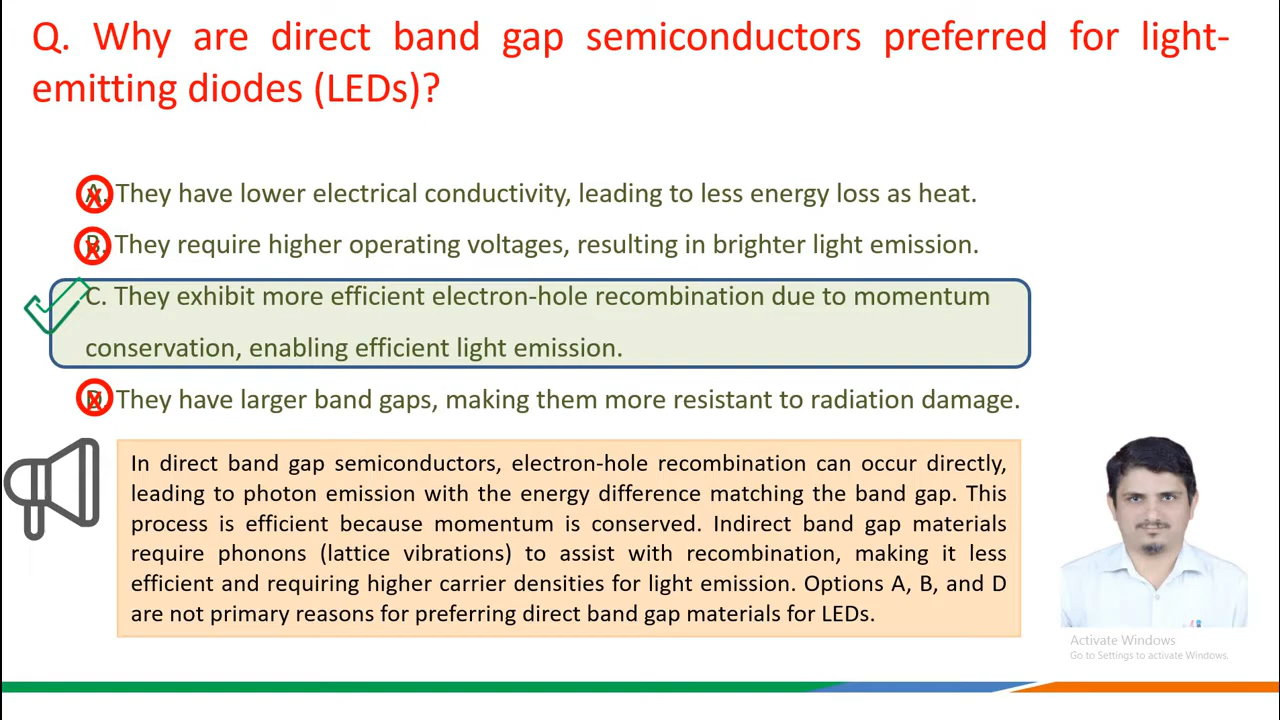 Q. Why are direct band gap semiconductors preferred for light-
emitting diodes (LEDs)?
A. They have lower electrical conductivity, leading to less energy loss as heat.
B. They require higher operating voltages, resulting in brighter light emission.
C. They exhibit more efficient electron-hole recombination due to momentum
conservation, enabling efficient light emission.
D. They have larger band gaps, making them more resistant to radiation damage.
In direct band gap semiconductors, electron-hole recombination can occur directly,
leading to photon emission with the energy difference matching the band gap. This
process is efficient because momentum is conserved. Indirect band gap materials
require phonons (lattice vibrations) to assist with recombination, making it less
efficient and requiring higher carrier densities for light emission. Options A, B, and D
are not primary reasons for preferring direct band gap materials for LEDs.
Activate Windows
Go to Settings to activate Windows.